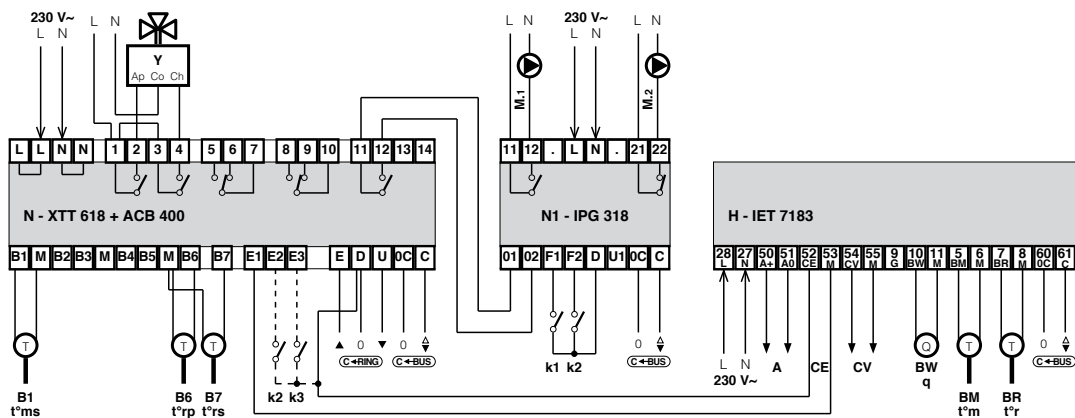 230 V~ L N 230 V~ L N
L N L N L N
Y
Ap Co Ch
M.1 M.2
L L N N 1 2 3 4 5 6 7 8 9 10 11 12 13 14 11 12 . L N . 21 22
N - XTT 618 + ACB 400 N1 - IPG 318 H - IET 7183
B1 M B2 B3 M B4 B5 M B6 B7 E1 E2 E3 E D U 0C C 01 02 F1 F2 D U1 0C C 28 27 50 51 52 53 54 55 9 10 11 5 6 7 8 60 61
L N A+ A0 CE M CV M G BW M BM M BR M 0C C
0 0 0 0
C RING C BUS C BUS C BUS
T T T L N Q T T
k2 k3 k1 k2 230 V~ A CE CV
B1 B6 B7 BW BM BR
t°ms t°rp t°rs q t°m t°r